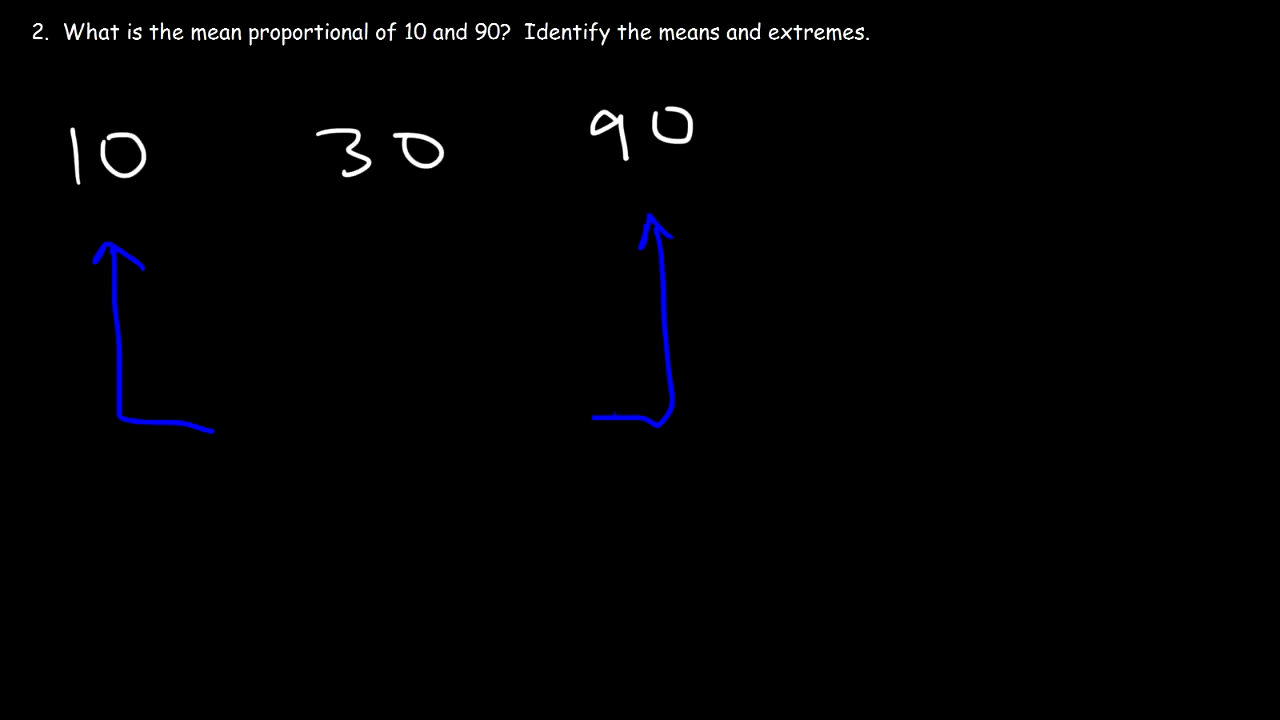 2. What is the mean proportional of 10 and 90? Identify the means and extremes.
10 30 90